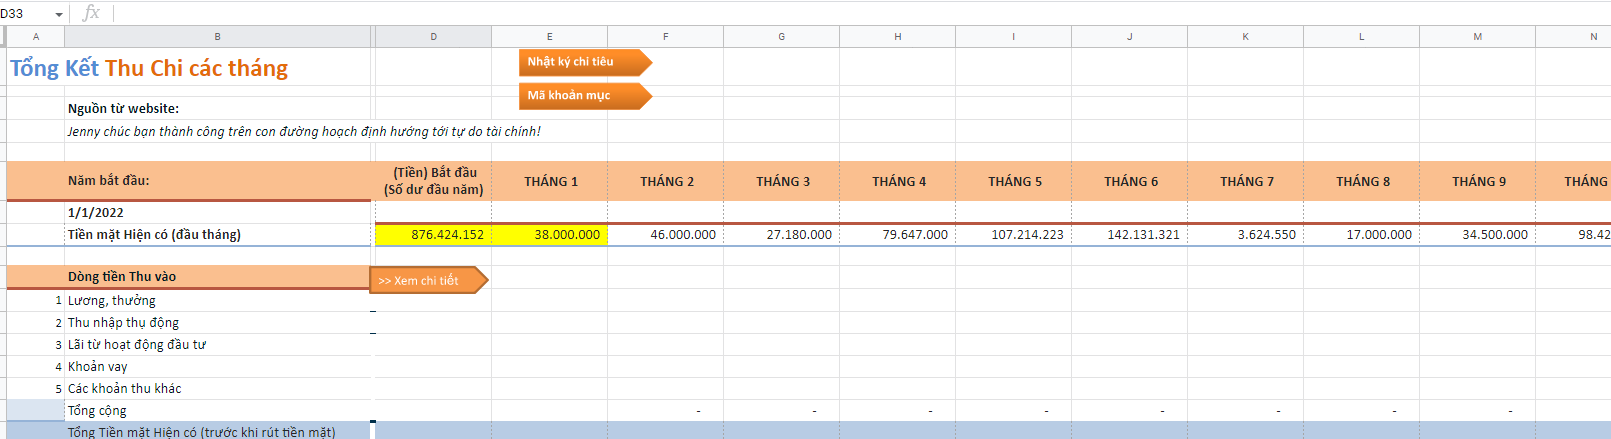 D33 fx
A B D E F G H I J K L M N
Tổng Kết Thu Chi các tháng
Nhật ký chi tiêu
Mã khoản mục
Nguồn từ website:
Jenny chúc bạn thành công trên con đường hoạch định hướng tới tự do tài chính!
Năm bắt đầu: (Tiền) Bắt đầu (Số dư đầu năm) THÁNG 1 THÁNG 2 THÁNG 3 THÁNG 4 THÁNG 5 THÁNG 6 THÁNG 7 THÁNG 8 THÁNG 9 THÁNG
1/1/2022
Tiền mặt Hiện có (đầu tháng) 876.424.152 38.000.000 46.000.000 27.180.000 79.647.000 107.214.223 142.131.321 3.624.550 17.000.000 34.500.000 98.42
Dòng tiền Thu vào >> Xem chi tiết
1 Lương, thưởng
2 Thu nhập thụ động
3 Lãi từ hoạt động đầu tư
4 Khoản vay
5 Các khoản thu khác
Tổng cộng - - - - - - - -
Tổng Tiền mặt Hiện có (trước khi rút tiền mặt)